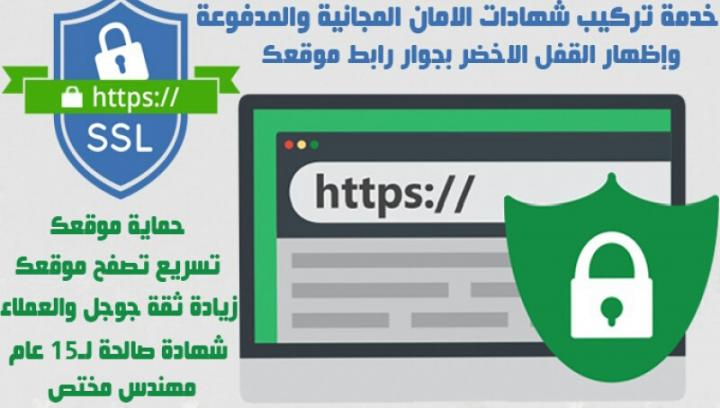 خدمة تركيب شهادات الامان المجانية والمدفوعة
وإظهار القفل الاخضر بجوار رابط موقعك
https://
SSL
https://
حماية موقعك
تسريع تصفح موقعك
زيادة ثقة جوجل والعملاء
شهادة صالحة لـ15 عام
مهندس مختص